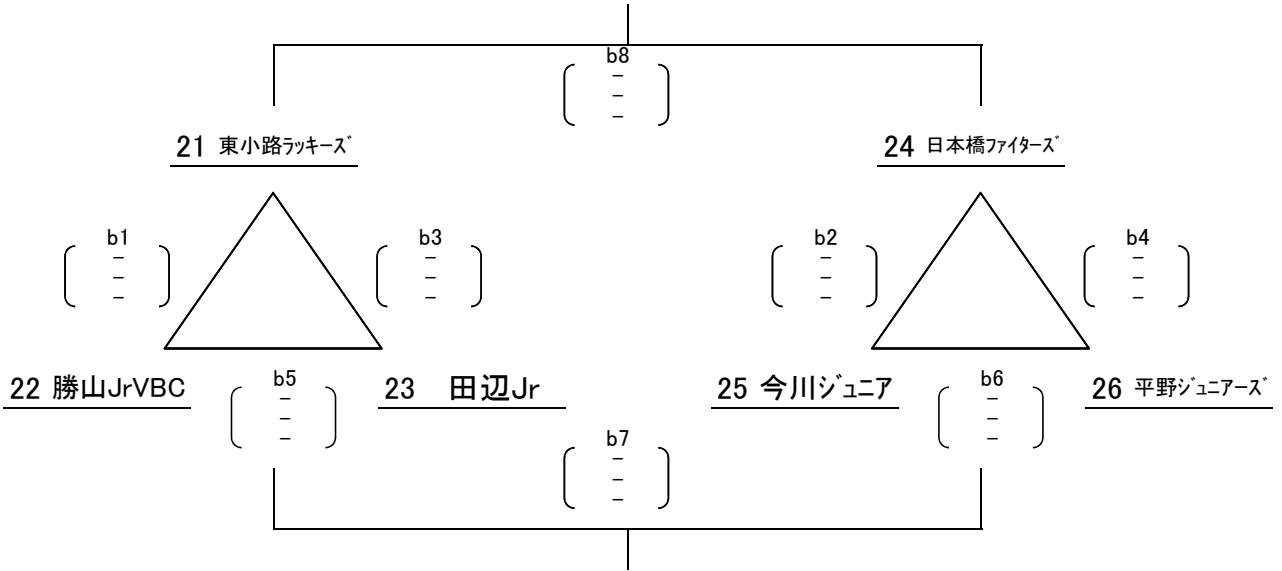 b8
－
－
－
21 東小路ﾗｯｷｰｽﾞ
24 日本橋ﾌｧｲﾀｰｽﾞ
b1
－
－
－
b3
－
－
－
b2
－
－
－
b4
－
－
－
22 勝山JrVBC
b5
－
－
－
23　田辺Jr
25 今川ｼﾞｭﾆｱ
b6
－
－
－
26 平野ｼﾞｭﾆｱｰｽﾞ
b7
－
－
－